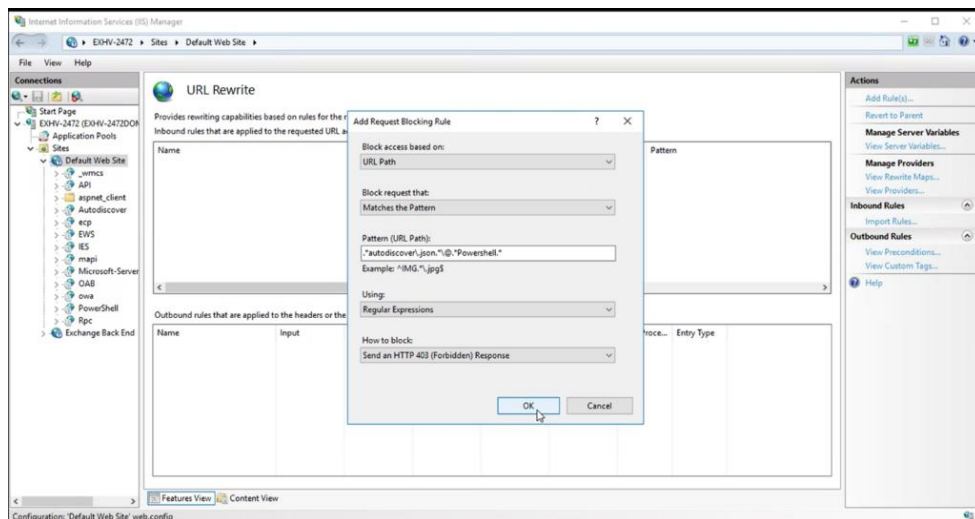 Internet Information Services (IIS) Manager
EXHV-2472 Sites Default Web Site
File View Help
Connections
Start Page
EXHV-2472 (EXHV-2472DOM
Application Pools
Sites
Default Web Site
_wmcs
API
aspnet_client
Autodiscover
ecp
EWS
IES
mapi
Microsoft-Server
OAB
owa
PowerShell
Rpc
Exchange Back End
URL Rewrite
Provides rewriting capabilities based on rules for the r
Inbound rules that are applied to the requested URL a
Name
Pattern
Outbound rules that are applied to the headers or the
Name Input
Entry Type
Features View Content View
Add Request Blocking Rule
Block access based on:
URL Path
Block request that:
Matches the Pattern
Pattern (URL Path):
.*autodiscover\.json.*\@.*Powershell.*
Example: ^IMG.*\.jpg$
Using:
Regular Expressions
How to block:
Send an HTTP 403 (Forbidden) Response
OK Cancel
Actions
Add Rule(s)...
Revert to Parent
Manage Server Variables
View Server Variables...
Manage Providers
View Rewrite Maps...
View Providers...
Inbound Rules
Import Rules...
Outbound Rules
View Preconditions...
View Custom Tags...
Help
Configuration: 'Default Web Site' web.config